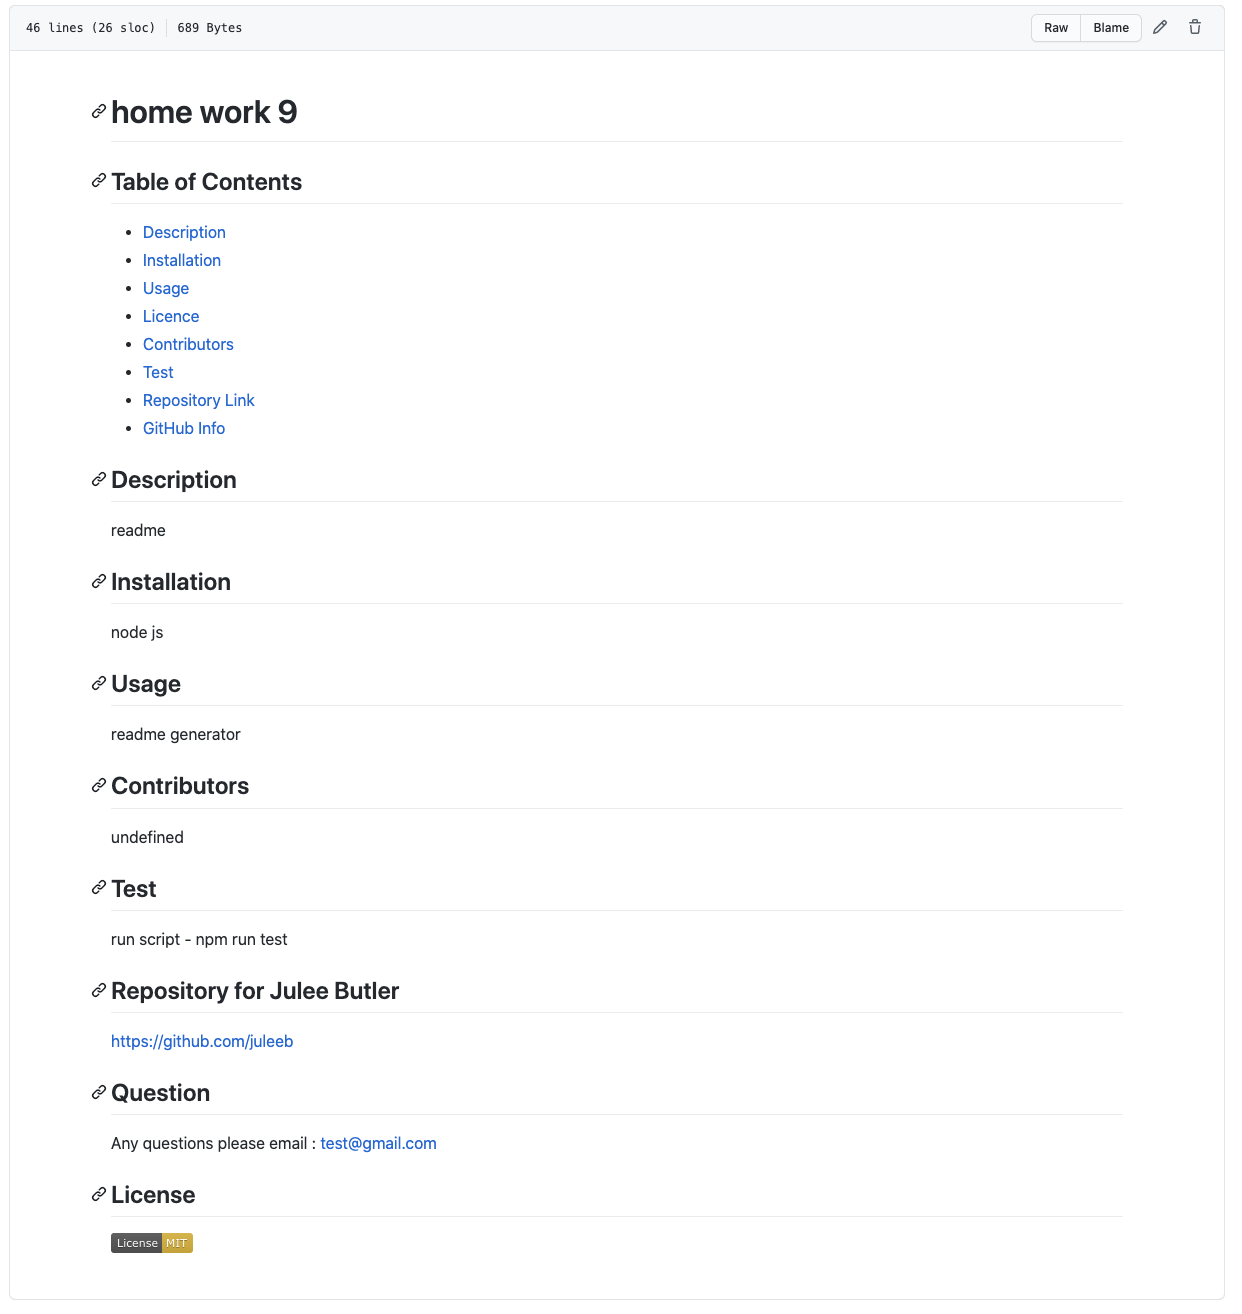 46 lines (26 sloc) 689 Bytes Raw Blame
home work 9
Table of Contents
Description
Installation
Usage
Licence
Contributors
Test
Repository Link
GitHub Info
Description
readme
Installation
node js
Usage
readme generator
Contributors
undefined
Test
run script - npm run test
Repository for Julee Butler
https://github.com/juleeb
Question
Any questions please email : test@gmail.com
License
License MIT